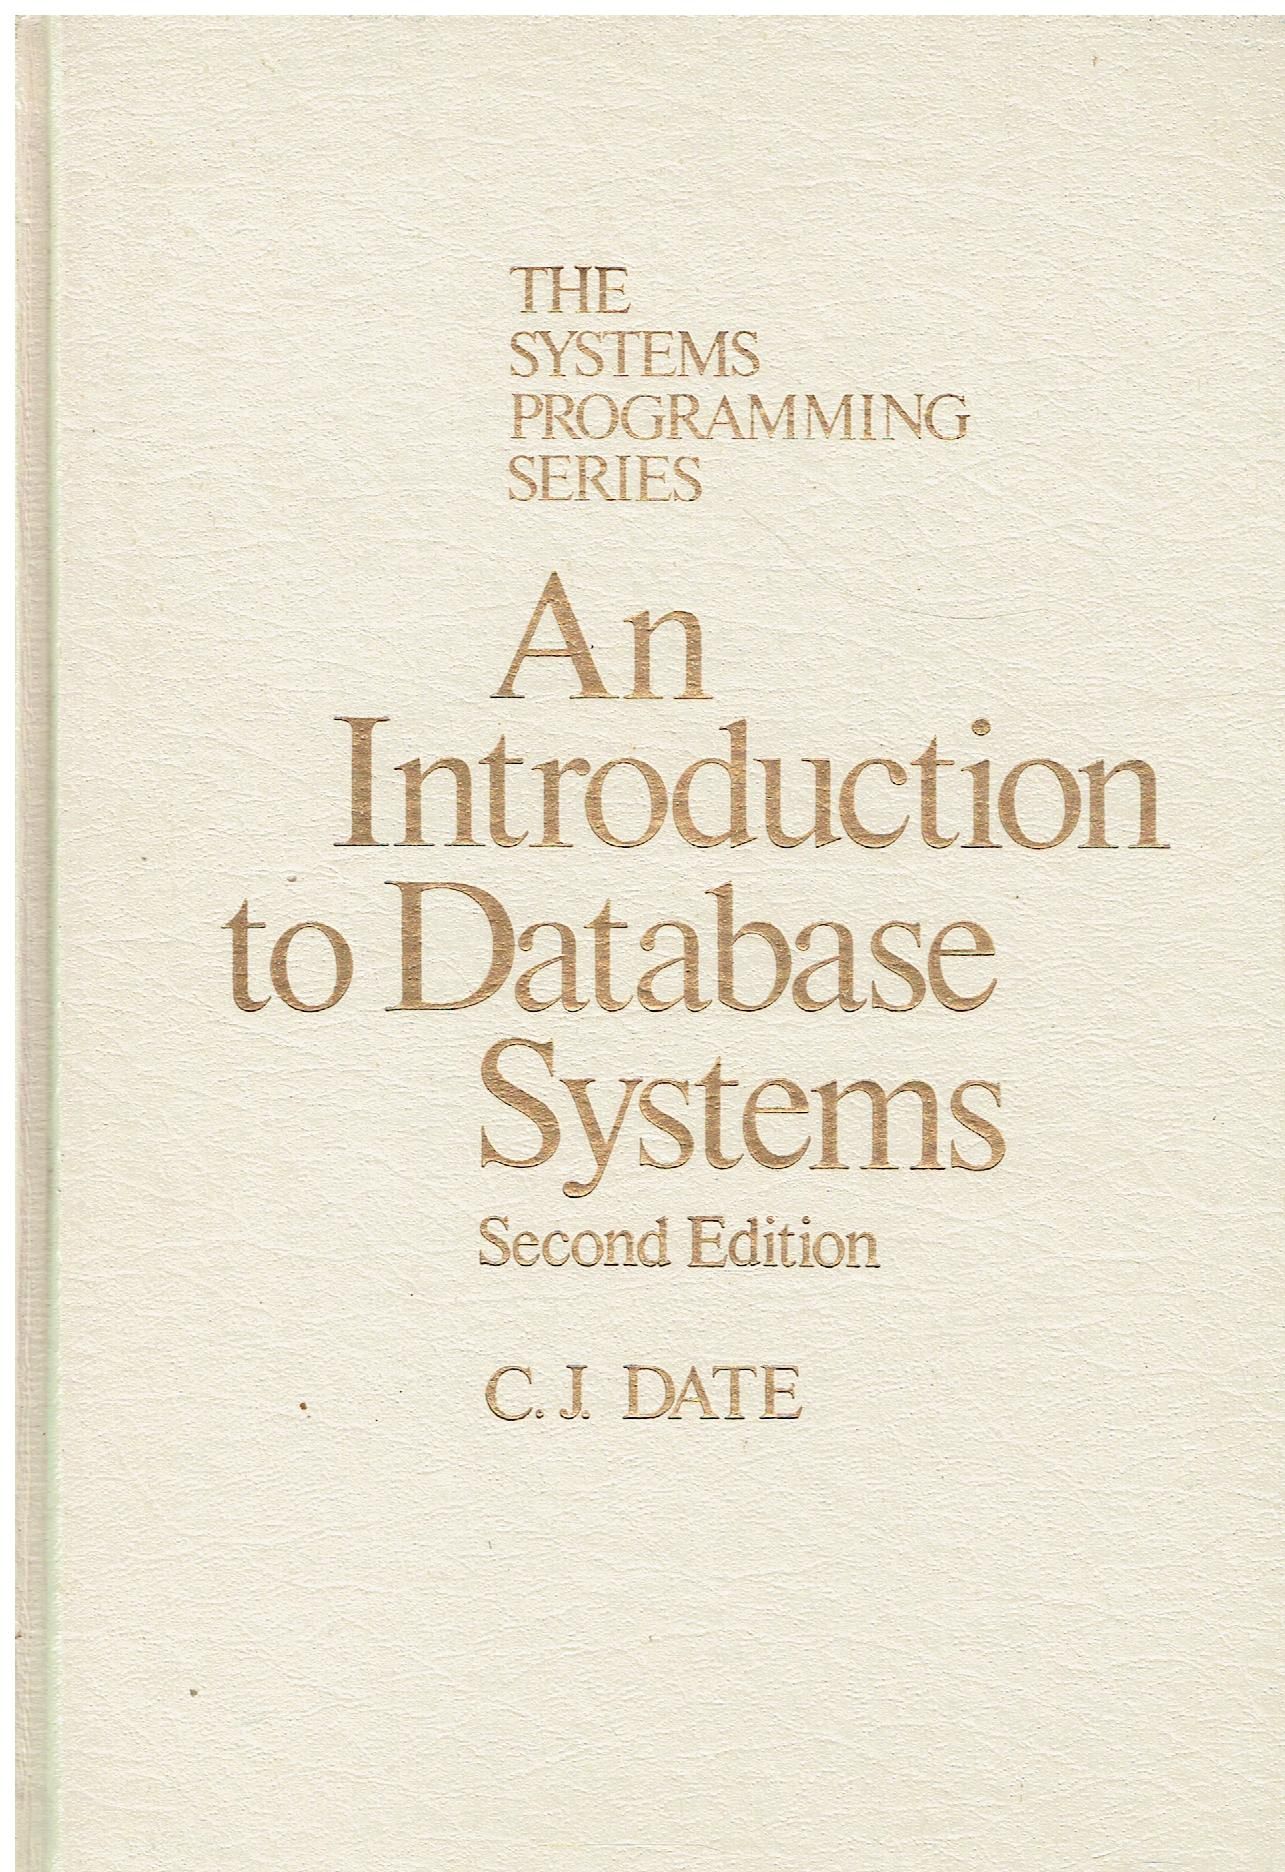 THE
SYSTEMS
PROGRAMMING
SERIES
An
Introduction
to Database
Systems
Second Edition
C. J. DATE